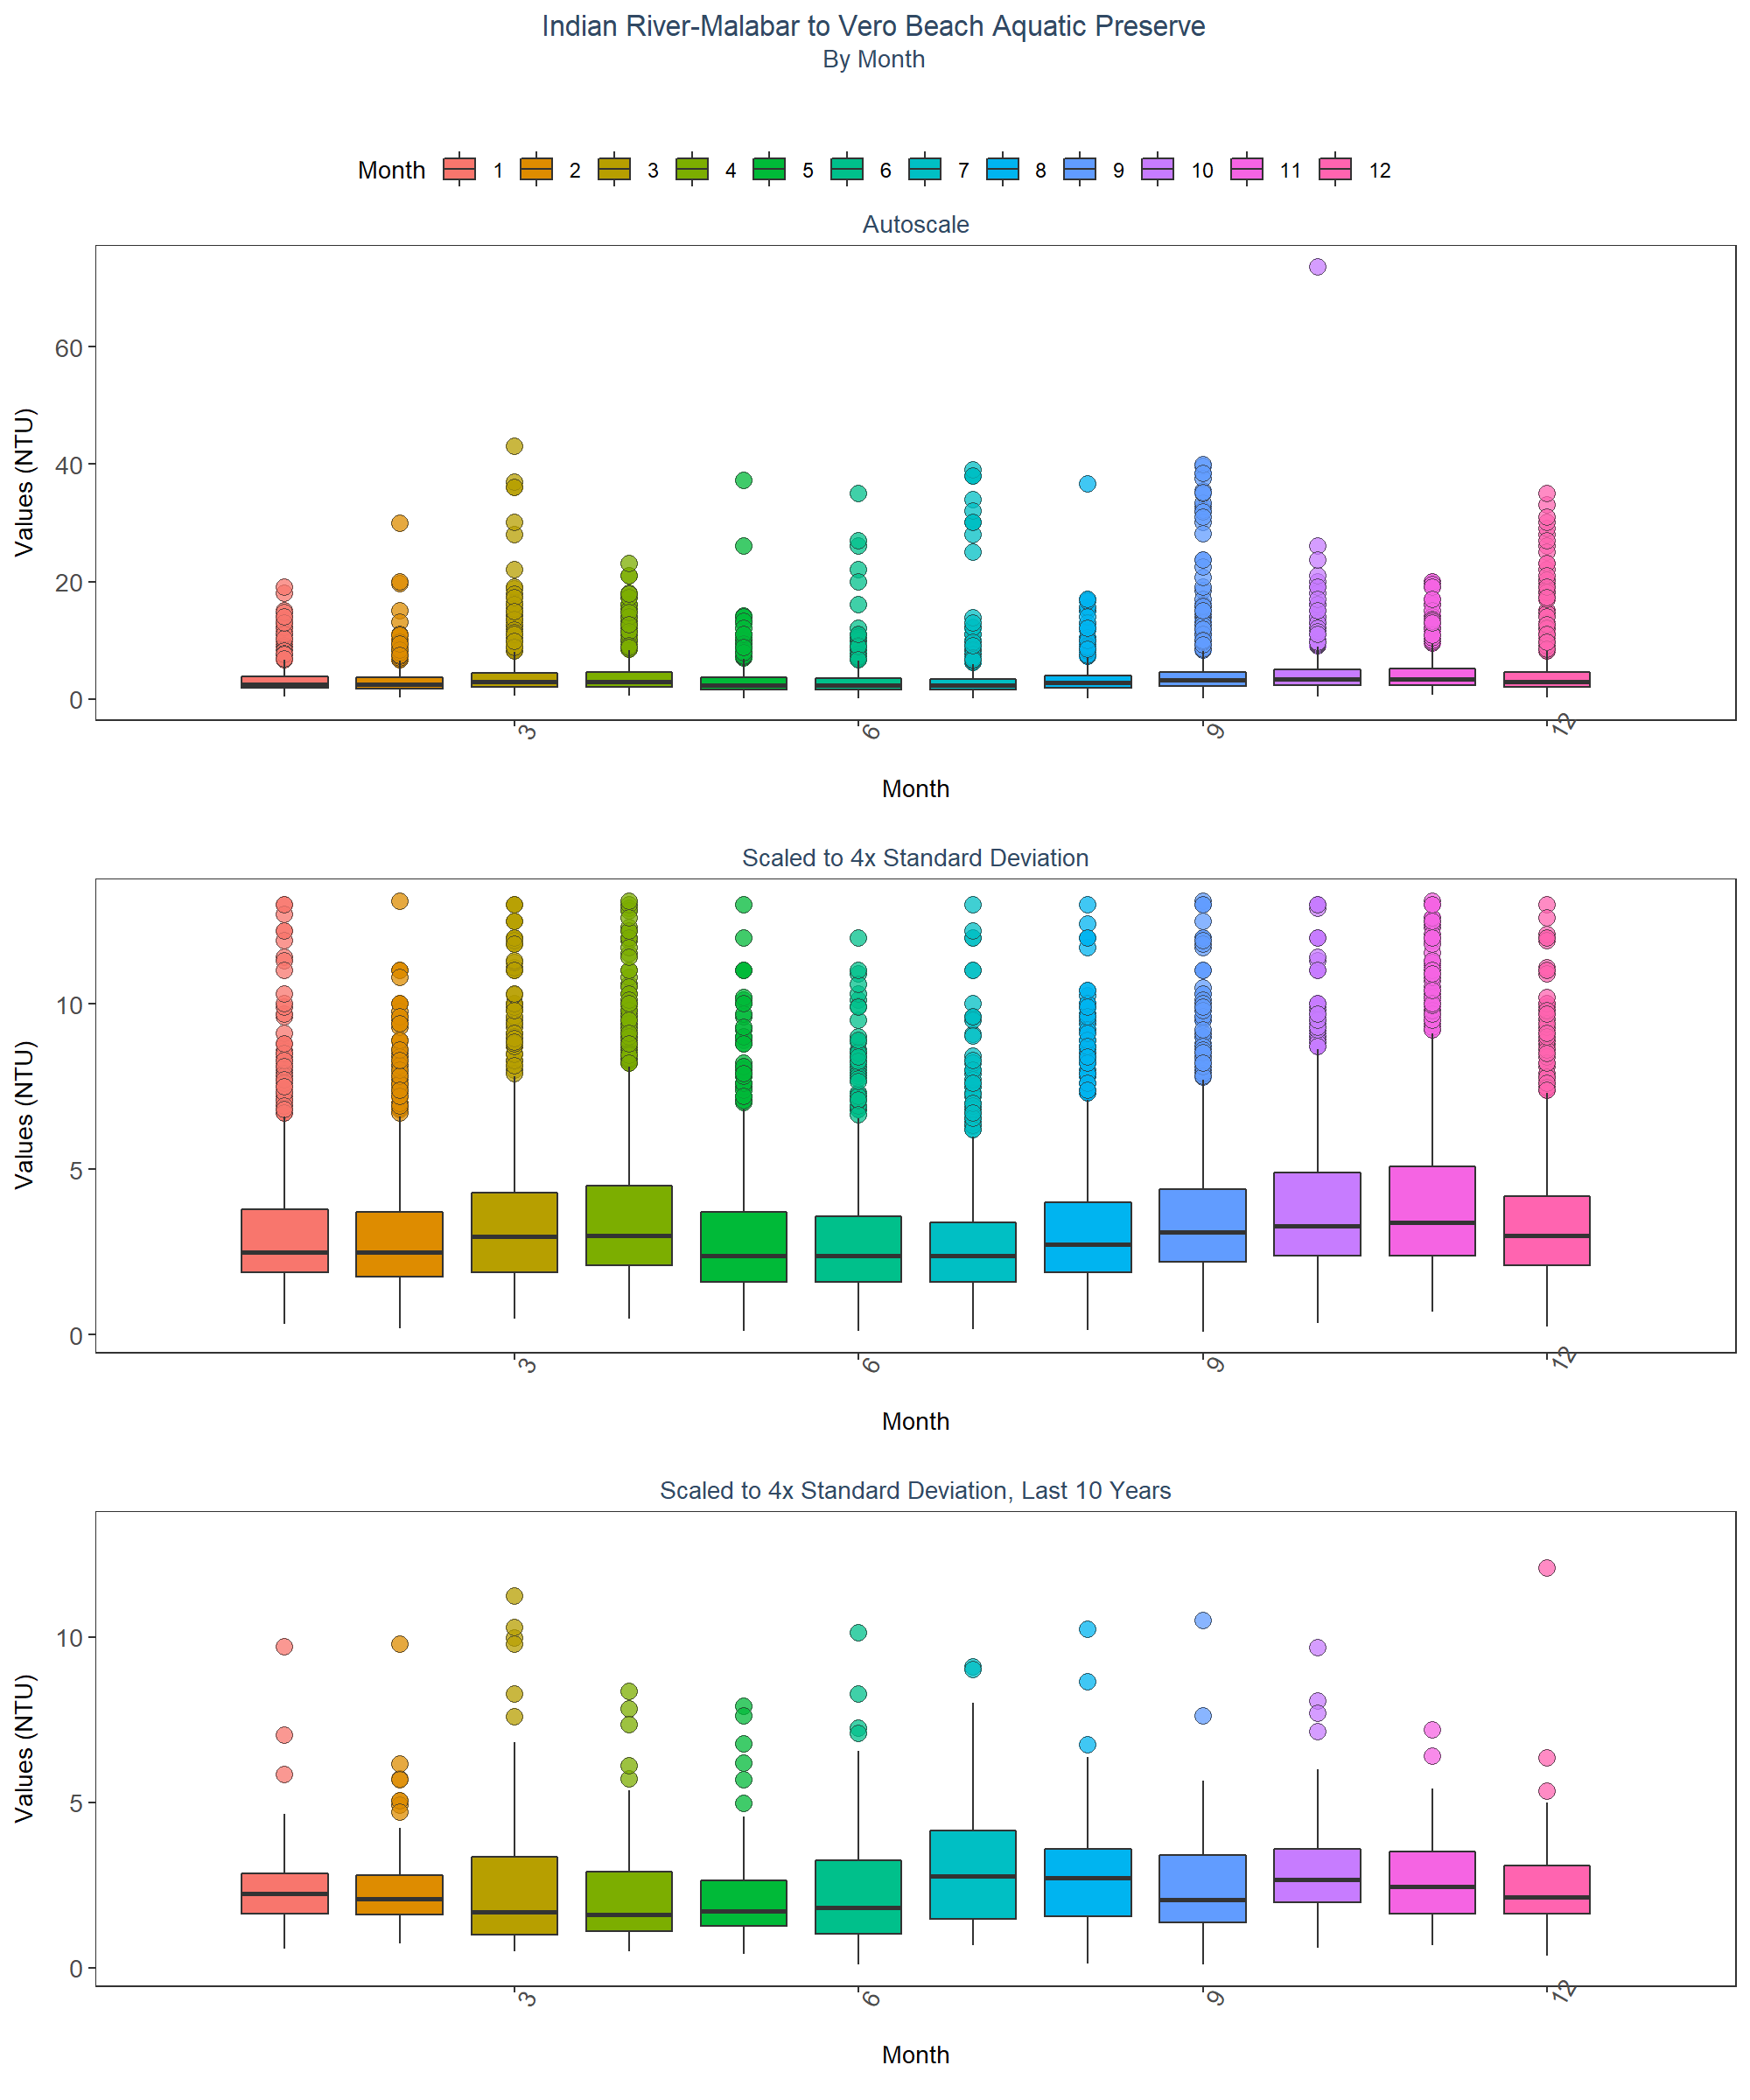 Indian River-Malabar to Vero Beach Aquatic Preserve
By Month
Month 1 2 3 4 5 6 7 8 9 10 11 12
Autoscale
Values (NTU)
60
40
20
0
3 6 9 12
Month
Scaled to 4x Standard Deviation
Values (NTU)
10
5
0
3 6 9 12
Month
Scaled to 4x Standard Deviation, Last 10 Years
Values (NTU)
10
5
0
3 6 9 12
Month